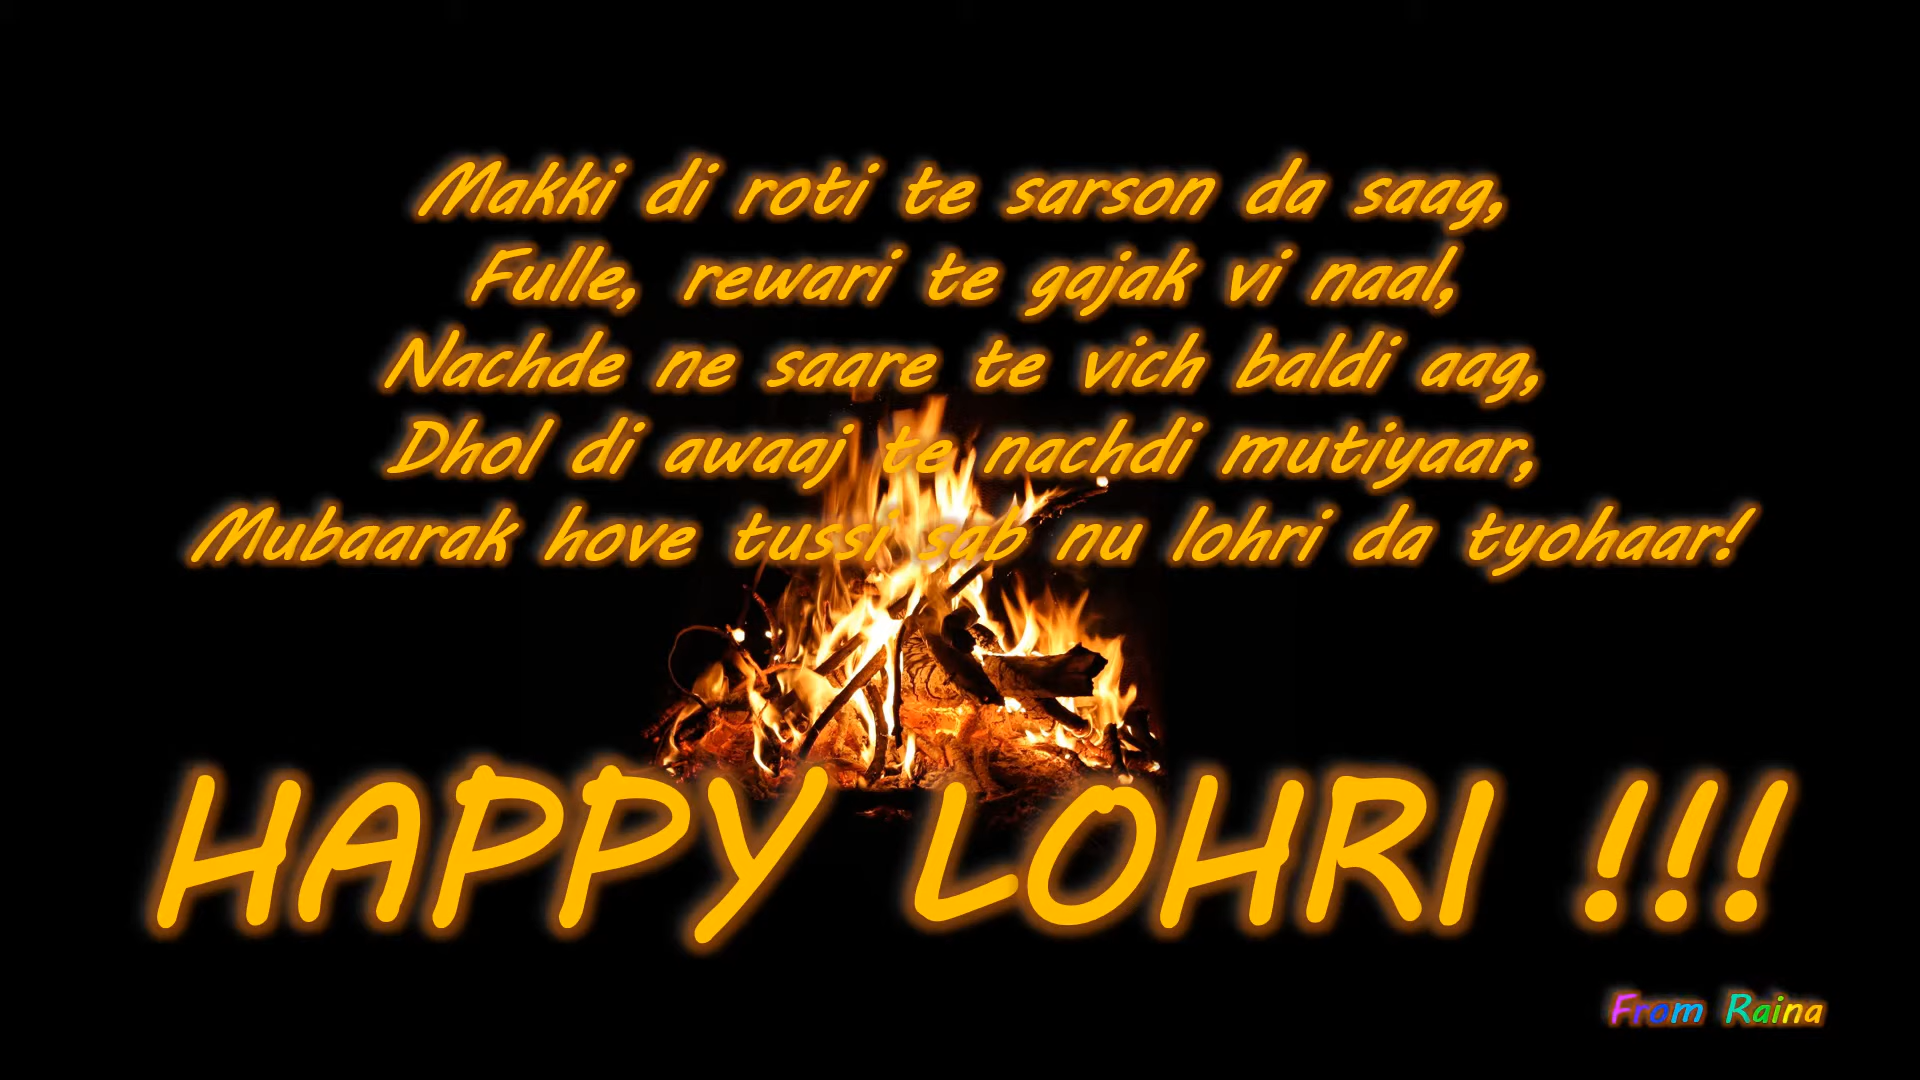 Makki di roti te sarson da saag,
Fulle, rewari te gajak vi naal,
Nachde ne saare te vich baldi aag,
Dhol di awaaj te nachdi mutiyaar,
Mubaarak hove tussi sab nu lohri da tyohaar!
HAPPY LOHRI !!!
From Raina